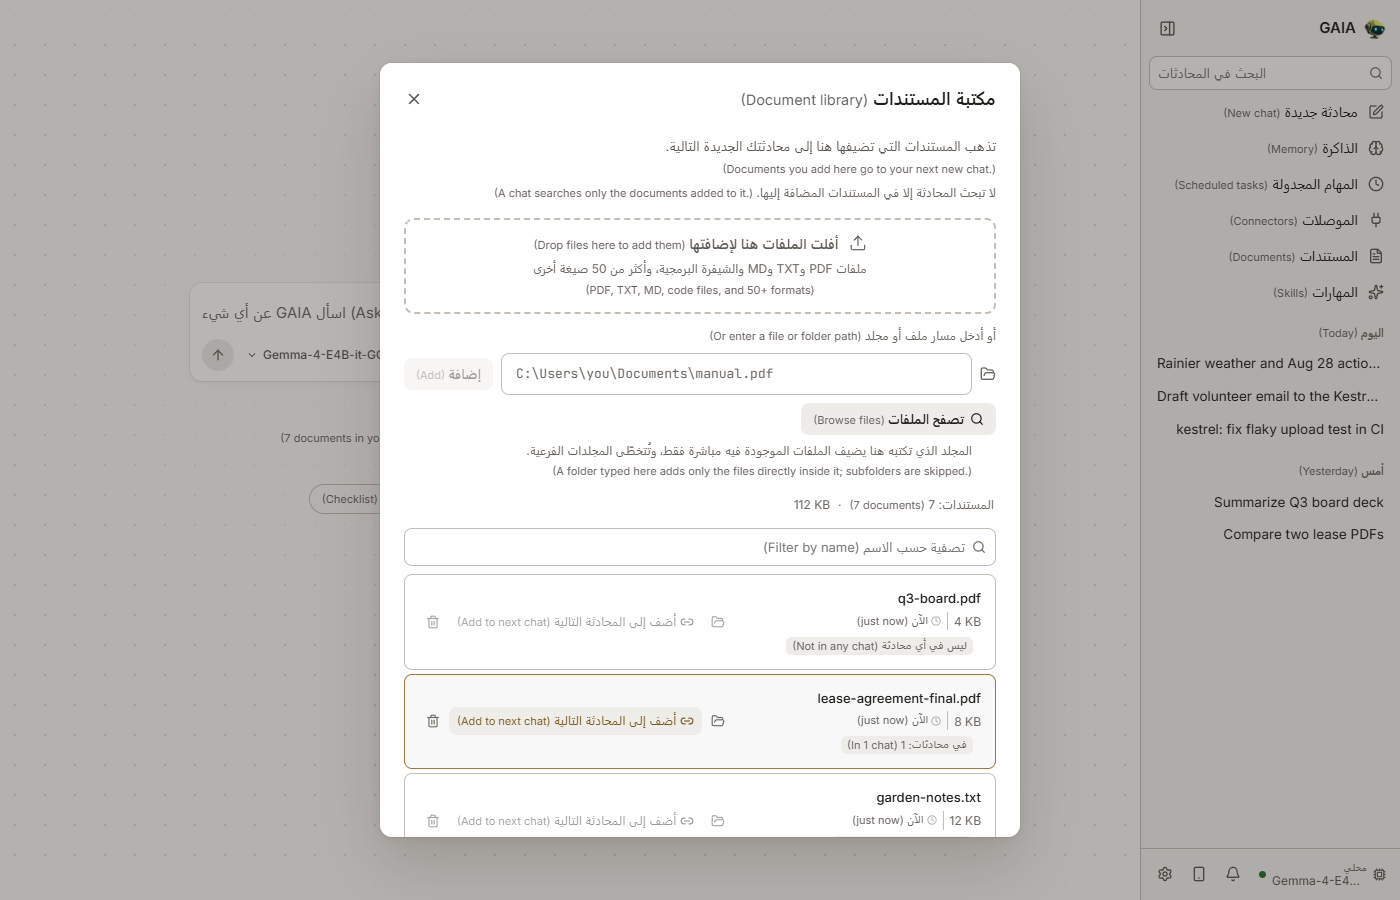 GAIA
البحث في المحادثات
محادثة جديدة (New chat)
الذاكرة (Memory)
المهام المجدولة (Scheduled tasks)
الموصلات (Connectors)
المستندات (Documents)
المهارات (Skills)
اليوم (Today)
Rainier weather and Aug 28 actio...
Draft volunteer email to the Kestr...
kestrel: fix flaky upload test in CI
أمس (Yesterday)
Summarize Q3 board deck
Compare two lease PDFs
محلي
Gemma-4-E4...
مكتبة المستندات (Document library)
تذهب المستندات التي تضيفها هنا إلى محادثتك الجديدة التالية.
(Documents you add here go to your next new chat.)
لا تبحث المحادثة إلا في المستندات المضافة إليها. (A chat searches only the documents added to it.)
أفلت الملفات هنا لإضافتها (Drop files here to add them)
ملفات PDF وTXT وMD والشيفرة البرمجية، وأكثر من 50 صيغة أخرى
(PDF, TXT, MD, code files, and 50+ formats)
أو أدخل مسار ملف أو مجلد (Or enter a file or folder path)
C:\Users\you\Documents\manual.pdf
إضافة (Add)
تصفح الملفات (Browse files)
المجلد الذي تكتبه هنا يضيف الملفات الموجودة فيه مباشرة فقط، وتُتخطّى المجلدات الفرعية.
(A folder typed here adds only the files directly inside it; subfolders are skipped.)
المستندات: 7 (7 documents) · 112 KB
تصفية حسب الاسم (Filter by name)
q3-board.pdf
4 KB الآن (just now)
ليس في أي محادثة (Not in any chat)
أضف إلى المحادثة التالية (Add to next chat)
lease-agreement-final.pdf
8 KB الآن (just now)
في محادثات: 1 (In 1 chat)
أضف إلى المحادثة التالية (Add to next chat)
garden-notes.txt
12 KB الآن (just now)
أضف إلى المحادثة التالية (Add to next chat)
اسأل GAIA عن أي شيء (Ask
Gemma-4-E4B-it-GG
(7 documents in yo
(Checklist)